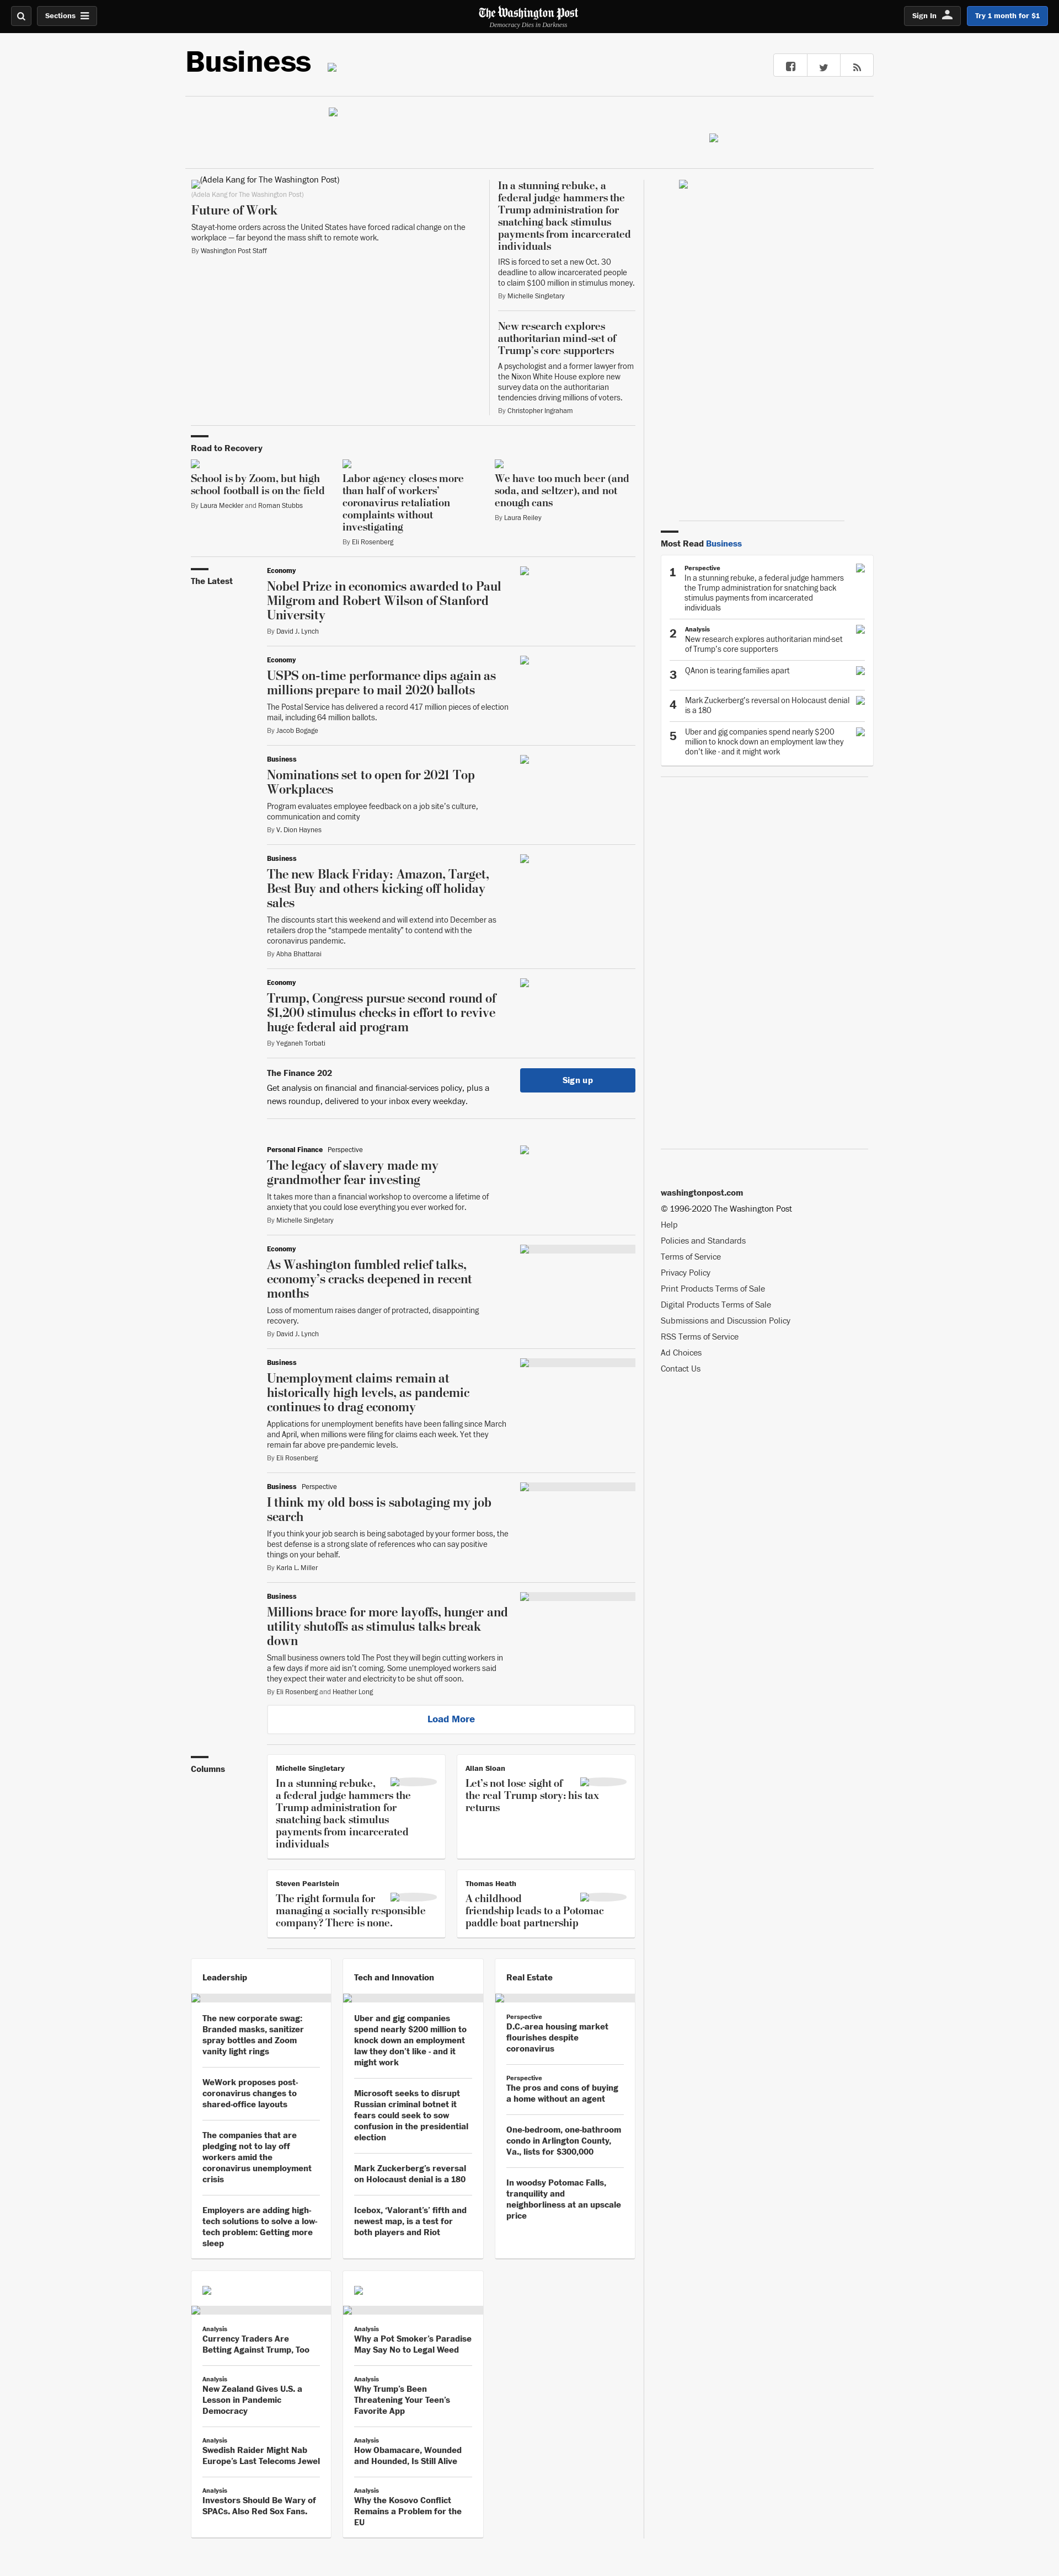 Sections
The Washington Post
Democracy Dies in Darkness
Sign In
Try 1 month for $1
Business
(Adela Kang for The Washington Post)
(Adela Kang for The Washington Post)
Future of Work
Stay-at-home orders across the United States have forced radical change on the
workplace — far beyond the mass shift to remote work.
By Washington Post Staff
In a stunning rebuke, a
federal judge hammers the
Trump administration for
snatching back stimulus
payments from incarcerated
individuals
IRS is forced to set a new Oct. 30
deadline to allow incarcerated people
to claim $100 million in stimulus money.
By Michelle Singletary
New research explores
authoritarian mind-set of
Trump's core supporters
A psychologist and a former lawyer from
the Nixon White House explore new
survey data on the authoritarian
tendencies driving millions of voters.
By Christopher Ingraham
Road to Recovery
School is by Zoom, but high
school football is on the field
By Laura Meckler and Roman Stubbs
Labor agency closes more
than half of workers'
coronavirus retaliation
complaints without
investigating
By Eli Rosenberg
We have too much beer (and
soda, and seltzer), and not
enough cans
By Laura Reiley
The Latest
Economy
Nobel Prize in economics awarded to Paul
Milgrom and Robert Wilson of Stanford
University
By David J. Lynch
Economy
USPS on-time performance dips again as
millions prepare to mail 2020 ballots
The Postal Service has delivered a record 417 million pieces of election
mail, including 64 million ballots.
By Jacob Bogage
Business
Nominations set to open for 2021 Top
Workplaces
Program evaluates employee feedback on a job site's culture,
communication and comity
By V. Dion Haynes
Business
The new Black Friday: Amazon, Target,
Best Buy and others kicking off holiday
sales
The discounts start this weekend and will extend into December as
retailers drop the "stampede mentality" to contend with the
coronavirus pandemic.
By Abha Bhattarai
Economy
Trump, Congress pursue second round of
$1,200 stimulus checks in effort to revive
huge federal aid program
By Yeganeh Torbati
The Finance 202
Get analysis on financial and financial-services policy, plus a
news roundup, delivered to your inbox every weekday.
Sign up
Personal Finance Perspective
The legacy of slavery made my
grandmother fear investing
It takes more than a financial workshop to overcome a lifetime of
anxiety that you could lose everything you ever worked for.
By Michelle Singletary
Economy
As Washington fumbled relief talks,
economy's cracks deepened in recent
months
Loss of momentum raises danger of protracted, disappointing
recovery.
By David J. Lynch
Business
Unemployment claims remain at
historically high levels, as pandemic
continues to drag economy
Applications for unemployment benefits have been falling since March
and April, when millions were filing for claims each week. Yet they
remain far above pre-pandemic levels.
By Eli Rosenberg
Business Perspective
I think my old boss is sabotaging my job
search
If you think your job search is being sabotaged by your former boss, the
best defense is a strong slate of references who can say positive
things on your behalf.
By Karla L. Miller
Business
Millions brace for more layoffs, hunger and
utility shutoffs as stimulus talks break
down
Small business owners told The Post they will begin cutting workers in
a few days if more aid isn't coming. Some unemployed workers said
they expect their water and electricity to be shut off soon.
By Eli Rosenberg and Heather Long
Load More
Columns
Michelle Singletary
In a stunning rebuke,
a federal judge hammers the
Trump administration for
snatching back stimulus
payments from incarcerated
individuals
Allan Sloan
Let's not lose sight of
the real Trump story: his tax
returns
Steven Pearlstein
The right formula for
managing a socially responsible
company? There is none.
Thomas Heath
A childhood
friendship leads to a Potomac
paddle boat partnership
Leadership
The new corporate swag:
Branded masks, sanitizer
spray bottles and Zoom
vanity light rings
WeWork proposes post-
coronavirus changes to
shared-office layouts
The companies that are
pledging not to lay off
workers amid the
coronavirus unemployment
crisis
Employers are adding high-
tech solutions to solve a low-
tech problem: Getting more
sleep
Tech and Innovation
Uber and gig companies
spend nearly $200 million to
knock down an employment
law they don't like - and it
might work
Microsoft seeks to disrupt
Russian criminal botnet it
fears could seek to sow
confusion in the presidential
election
Mark Zuckerberg's reversal
on Holocaust denial is a 180
Icebox, 'Valorant's' fifth and
newest map, is a test for
both players and Riot
Real Estate
Perspective
D.C.-area housing market
flourishes despite
coronavirus
Perspective
The pros and cons of buying
a home without an agent
One-bedroom, one-bathroom
condo in Arlington County,
Va., lists for $300,000
In woodsy Potomac Falls,
tranquility and
neighborliness at an upscale
price
Analysis
Currency Traders Are
Betting Against Trump, Too
Analysis
New Zealand Gives U.S. a
Lesson in Pandemic
Democracy
Analysis
Swedish Raider Might Nab
Europe's Last Telecoms Jewel
Analysis
Investors Should Be Wary of
SPACs. Also Red Sox Fans.
Analysis
Why a Pot Smoker's Paradise
May Say No to Legal Weed
Analysis
Why Trump's Been
Threatening Your Teen's
Favorite App
Analysis
How Obamacare, Wounded
and Hounded, Is Still Alive
Analysis
Why the Kosovo Conflict
Remains a Problem for the
EU
Most Read Business
1
Perspective
In a stunning rebuke, a federal judge hammers
the Trump administration for snatching back
stimulus payments from incarcerated
individuals
2
Analysis
New research explores authoritarian mind-set
of Trump's core supporters
3
QAnon is tearing families apart
4
Mark Zuckerberg's reversal on Holocaust denial
is a 180
5
Uber and gig companies spend nearly $200
million to knock down an employment law they
don't like - and it might work
washingtonpost.com
© 1996-2020 The Washington Post
Help
Policies and Standards
Terms of Service
Privacy Policy
Print Products Terms of Sale
Digital Products Terms of Sale
Submissions and Discussion Policy
RSS Terms of Service
Ad Choices
Contact Us